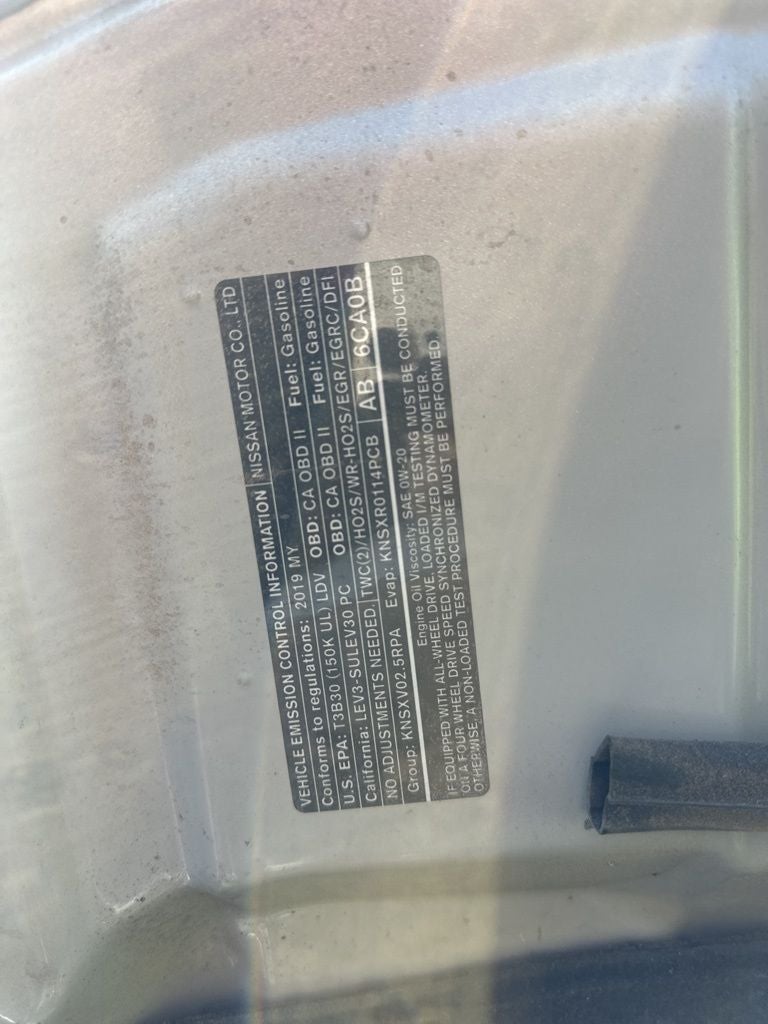 VEHICLE EMISSION CONTROL INFORMATION NISSAN MOTOR CO., LTD
Conforms to regulations: 2019 MY
U.S. EPA: T3B30 (150K UL) LDV OBD: CA OBD II Fuel: Gasoline
California: LEV3-SULEV30 PC OBD: CA OBD II Fuel: Gasoline
NO ADJUSTMENTS NEEDED. TWC(2)/HO2S/WR-HO2S/EGR/EGRC/DFI
Group: KNSXV02.5RPA Evap: KNSXR0114PCB AB 6CA0B
Engine Oil Viscosity: SAE 0W-20
IF EQUIPPED WITH ALL-WHEEL DRIVE, LOADED I/M TESTING MUST BE CONDUCTED
ON A FOUR WHEEL DRIVE SPEED SYNCHRONIZED DYNAMOMETER.
OTHERWISE, A NON-LOADED TEST PROCEDURE MUST BE PERFORMED.